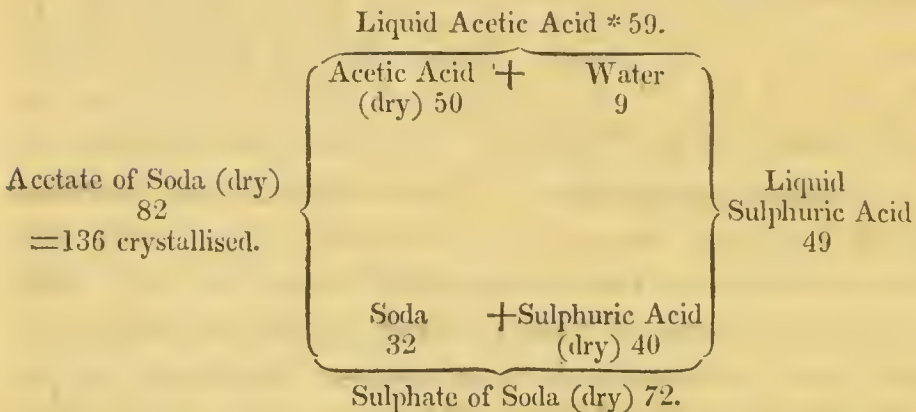 Liquid Acetic Acid * 59.
Acetic Acid + Water
(dry) 50 9
Acetate of Soda (dry)
82
=136 crystallised.
Liquid
Sulphuric Acid
49
Soda +Sulphuric Acid
32 (dry) 40
Sulphate of Soda (dry) 72.